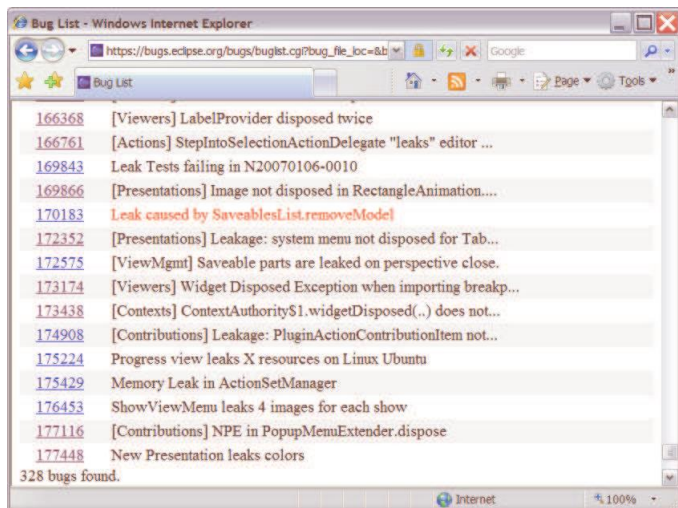 Bug List - Windows Internet Explorer
https://bugs.eclipse.org/bugs/buglist.cgi?bug_file_loc=&b
Google
Bug List
Page
Tools
166368 [Viewers] LabelProvider disposed twice
166761 [Actions] StepIntoSelectionActionDelegate "leaks" editor ...
169843 Leak Tests failing in N20070106-0010
169866 [Presentations] Image not disposed in RectangleAnimation....
170183 Leak caused by SaveablesList.removeModel
172352 [Presentations] Leakage: system menu not disposed for Tab...
172575 [ViewMgmt] Saveable parts are leaked on perspective close.
173174 [Viewers] Widget Disposed Exception when importing breakp...
173438 [Contexts] ContextAuthority$1.widgetDisposed(..) does not...
174908 [Contributions] Leakage: PluginActionContributionItem not...
175224 Progress view leaks X resources on Linux Ubuntu
175429 Memory Leak in ActionSetManager
176453 ShowViewMenu leaks 4 images for each show
177116 [Contributions] NPE in PopupMenuExtender.dispose
177448 New Presentation leaks colors
328 bugs found.
Internet
100%